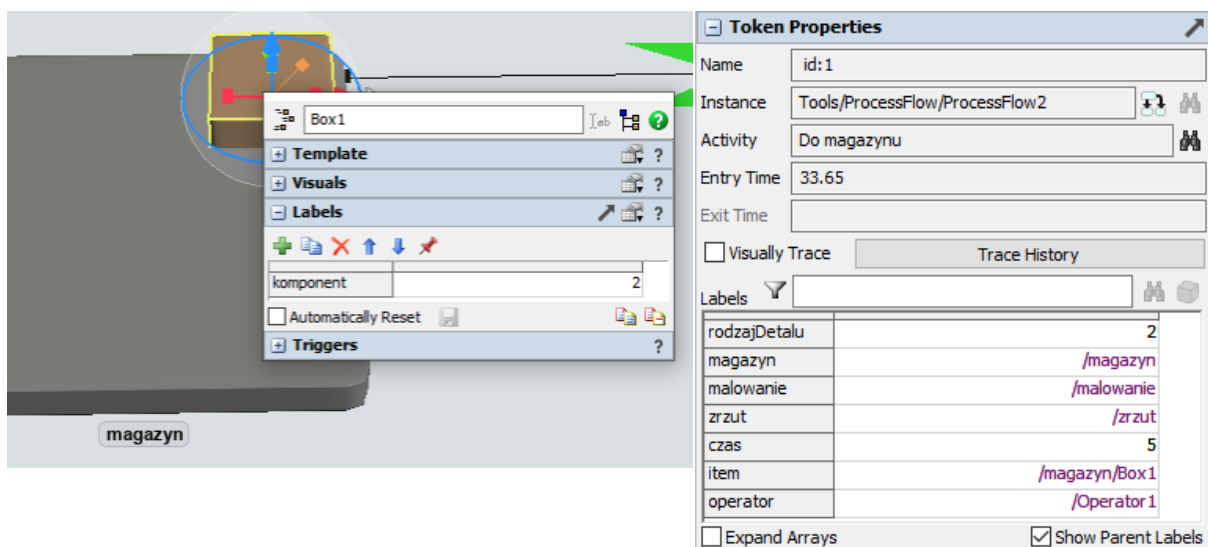 Box1
Template
?
Visuals
?
Labels
?
komponent 2
Automatically Reset
Triggers
?
magazyn
Token Properties
Name id:1
Instance Tools/ProcessFlow/ProcessFlow2
Activity Do magazynu
Entry Time 33.65
Exit Time
Visually Trace Trace History
Labels
rodzajDetalu 2
magazyn /magazyn
malowanie /malowanie
zrzut /zrzut
czas 5
item /magazyn/Box1
operator /Operator1
Expand Arrays Show Parent Labels